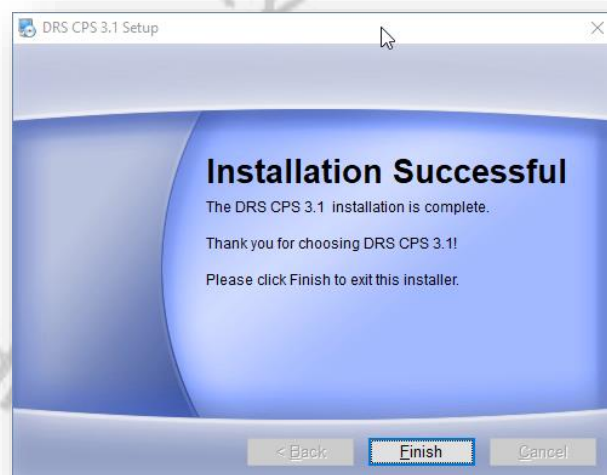 DRS CPS 3.1 Setup
Installation Successful
The DRS CPS 3.1 installation is complete.
Thank you for choosing DRS CPS 3.1!
Please click Finish to exit this installer.
< Back
Finish
Cancel